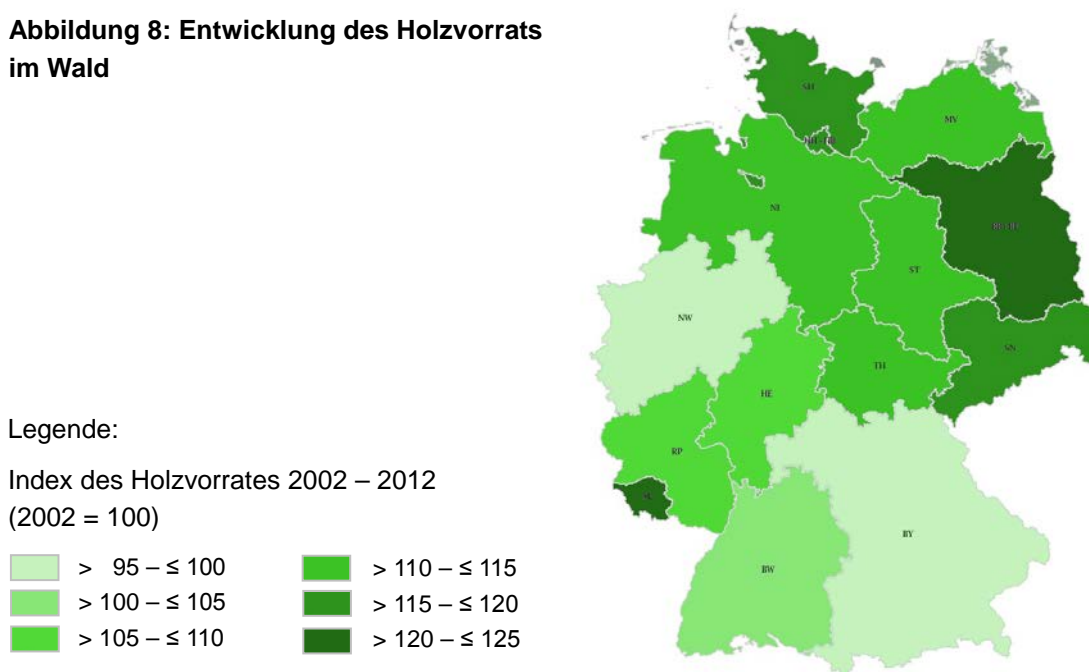 Abbildung 8: Entwicklung des Holzvorrats
im Wald
SH
MV
NI
ST
NW
SN
TH
HE
RP
BY
BW
Legende:
Index des Holzvorrates 2002 – 2012
(2002 = 100)
> 95 – ≤ 100
> 100 – ≤ 105
> 105 – ≤ 110
> 110 – ≤ 115
> 115 – ≤ 120
> 120 – ≤ 125